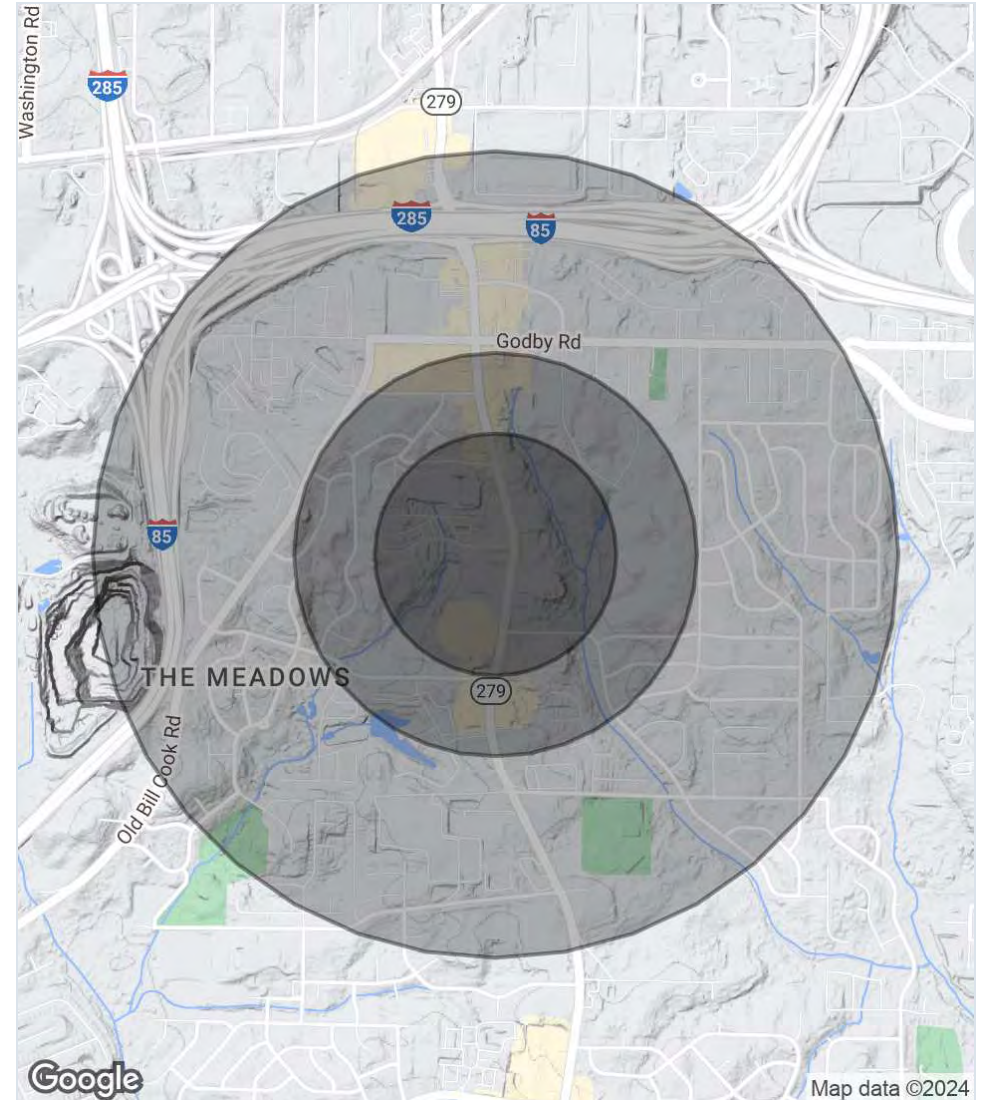 Washington Rd
285
279
285
85
Godby Rd
85
THE MEADOWS
279
Old Bill Cook Rd
Google
Map data ©2024